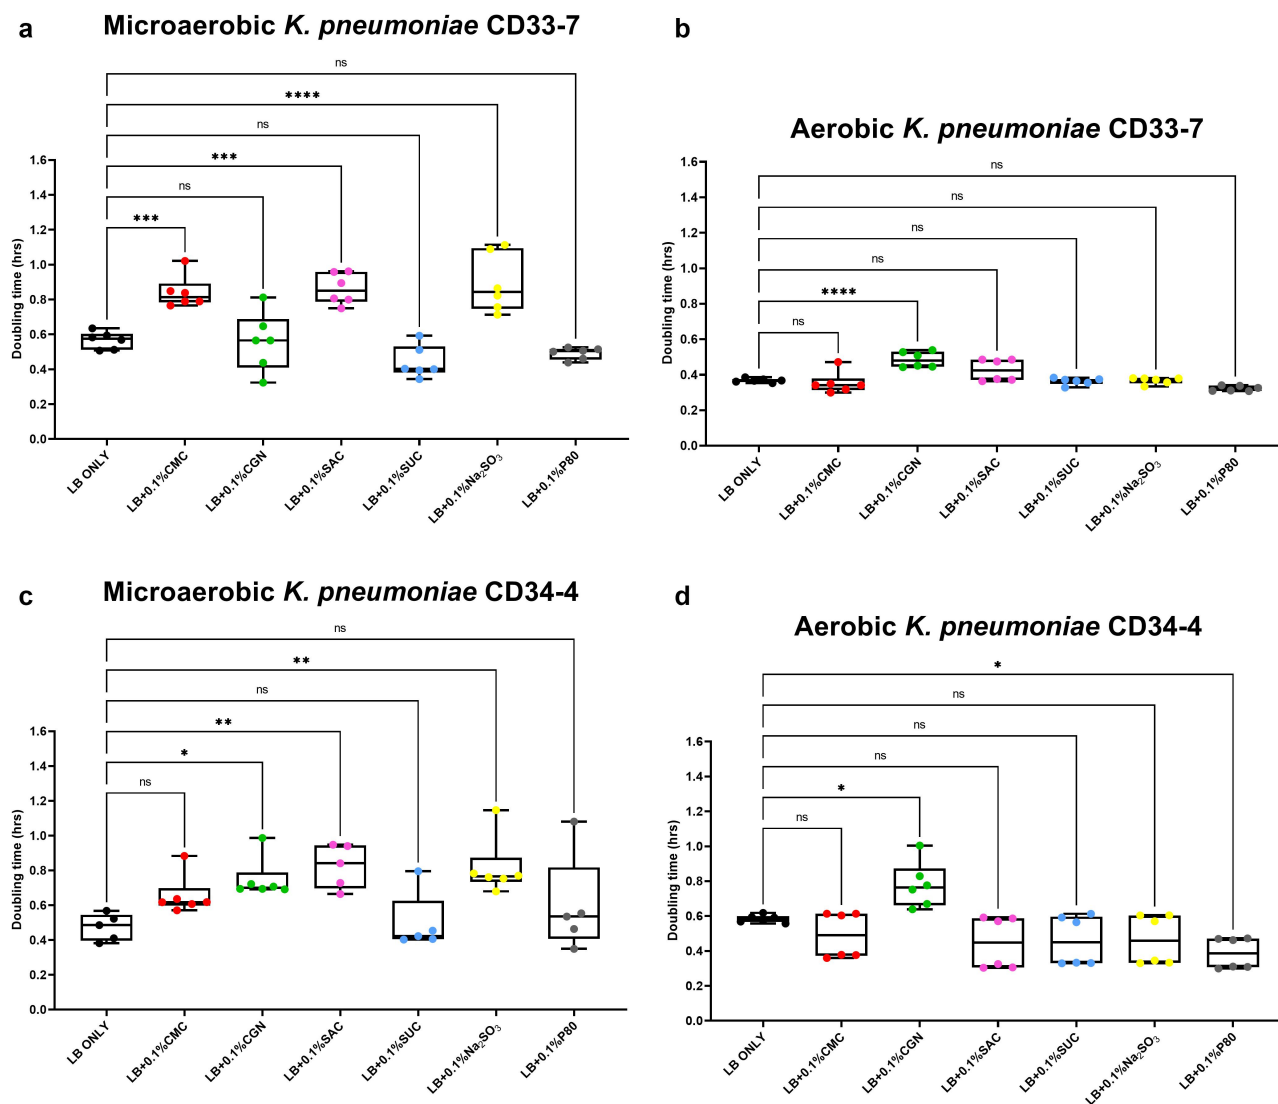 a
Microaerobic K. pneumoniae CD33-7
ns
****
ns
***
ns
***
Doubling time (hrs)
1.6
1.4
1.2
1.0
0.8
0.6
0.4
0.2
0.0
LB ONLY
LB+0.1%CMC
LB+0.1%CGN
LB+0.1%SAC
LB+0.1%SUC
LB+0.1%Na₂SO₃
LB+0.1%P80
b
Aerobic K. pneumoniae CD33-7
ns
ns
ns
ns
****
ns
Doubling time (hrs)
1.6
1.4
1.2
1.0
0.8
0.6
0.4
0.2
0.0
LB ONLY
LB+0.1%CMC
LB+0.1%CGN
LB+0.1%SAC
LB+0.1%SUC
LB+0.1%Na₂SO₃
LB+0.1%P80
c
Microaerobic K. pneumoniae CD34-4
ns
**
ns
**
*
ns
Doubling time (hrs)
1.6
1.4
1.2
1.0
0.8
0.6
0.4
0.2
0.0
LB ONLY
LB+0.1%CMC
LB+0.1%CGN
LB+0.1%SAC
LB+0.1%SUC
LB+0.1%Na₂SO₃
LB+0.1%P80
d
Aerobic K. pneumoniae CD34-4
*
ns
ns
ns
*
ns
Doubling time (hrs)
1.6
1.4
1.2
1.0
0.8
0.6
0.4
0.2
0.0
LB ONLY
LB+0.1%CMC
LB+0.1%CGN
LB+0.1%SAC
LB+0.1%SUC
LB+0.1%Na₂SO₃
LB+0.1%P80